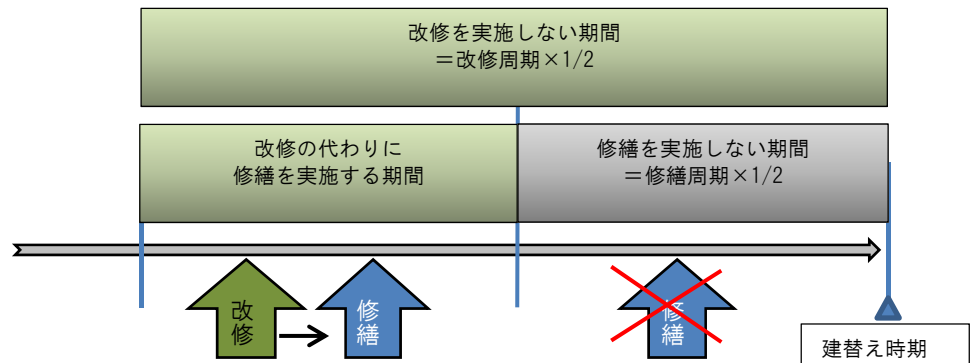 改修を実施しない期間
＝改修周期×1/2
改修の代わりに
修繕を実施する期間
修繕を実施しない期間
＝修繕周期×1/2
改修
修繕
修繕
建替え時期